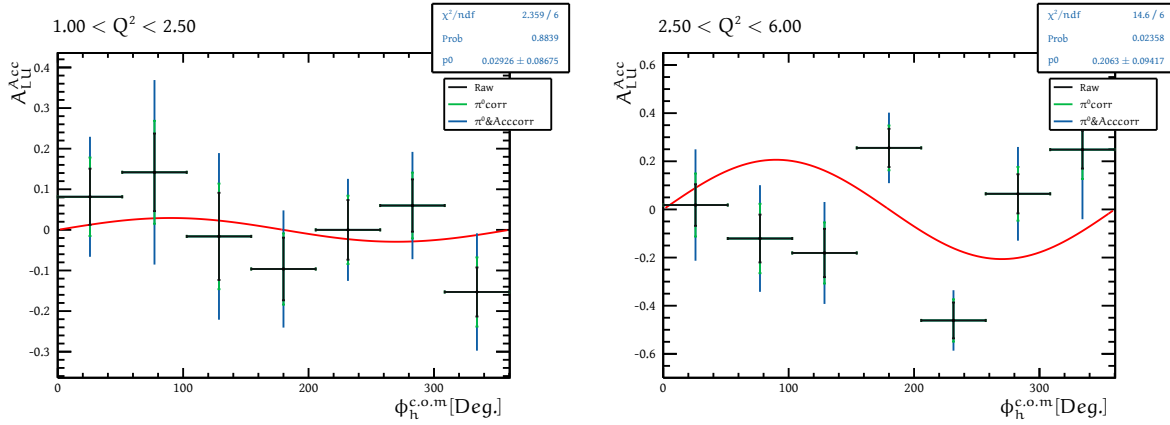 1.00 < Q² < 2.50
χ²/ndf 2.359 / 6
Prob 0.8839
p0 0.02926 ± 0.08675
Raw
π⁰corr
π⁰&Acccorr
A_LU^Acc
0.4
0.3
0.2
0.1
0
-0.1
-0.2
-0.3
0 100 200 300
ϕ_h^c.o.m[Deg.]
2.50 < Q² < 6.00
χ²/ndf 14.6 / 6
Prob 0.02358
p0 0.2063 ± 0.09417
Raw
π⁰corr
π⁰&Acccorr
A_LU^Acc
0.6
0.4
0.2
0
-0.2
-0.4
-0.6
0 100 200 300
ϕ_h^c.o.m[Deg.]